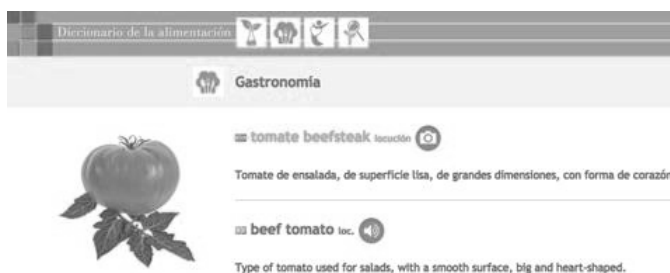 Diccionario de la alimentación
Gastronomía
tomate beefsteak locución
Tomate de ensalada, de superficie lisa, de grandes dimensiones, con forma de corazón
beef tomato loc.
Type of tomato used for salads, with a smooth surface, big and heart-shaped.